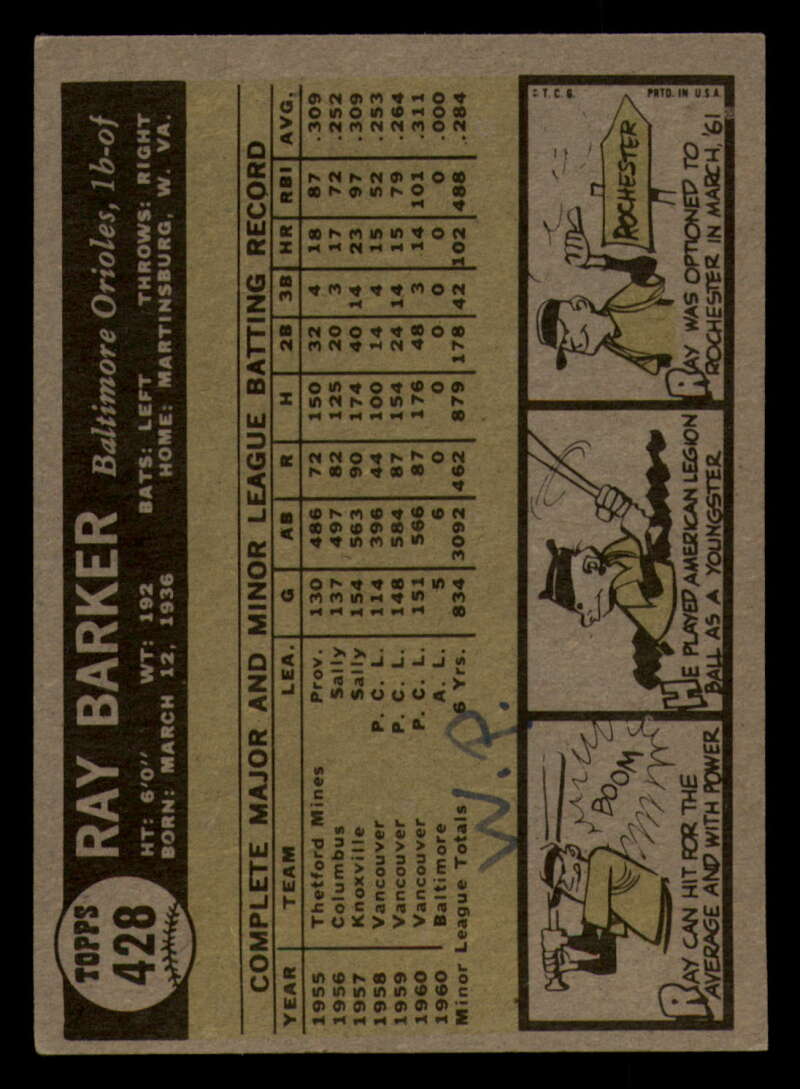 TOPPS
428
RAY BARKER Baltimore Orioles, 1b-of
HT: 6'0" WT: 192 BATS: LEFT THROWS: RIGHT
BORN: MARCH 12, 1936 HOME: MARTINSBURG, W. VA.
COMPLETE MAJOR AND MINOR LEAGUE BATTING RECORD
YEAR TEAM LEA. G AB R H 2B 3B HR RBI AVG.
1955 Thetford Mines Prov. 130 486 72 150 32 4 18 87 .309
1956 Columbus Sally 137 497 82 125 20 3 17 72 .252
1957 Knoxville Sally 154 563 90 174 40 14 23 97 .309
1958 Vancouver P. C. L. 114 396 44 100 14 4 15 52 .253
1959 Vancouver P. C. L. 148 584 87 154 24 14 15 79 .264
1960 Vancouver P. C. L. 151 566 87 176 48 3 14 101 .311
1960 Baltimore A. L. 5 6 0 0 0 0 0 0 .000
Minor League Totals 6 Yrs. 834 3092 462 879 178 42 102 488 .284
W.P.
BOOM
RAY CAN HIT FOR THE
AVERAGE AND WITH POWER
HE PLAYED AMERICAN LEGION
BALL AS A YOUNGSTER
© T. C. G. PRTD. IN U.S.A.
ROCHESTER
RAY WAS OPTIONED TO
ROCHESTER IN MARCH, '61